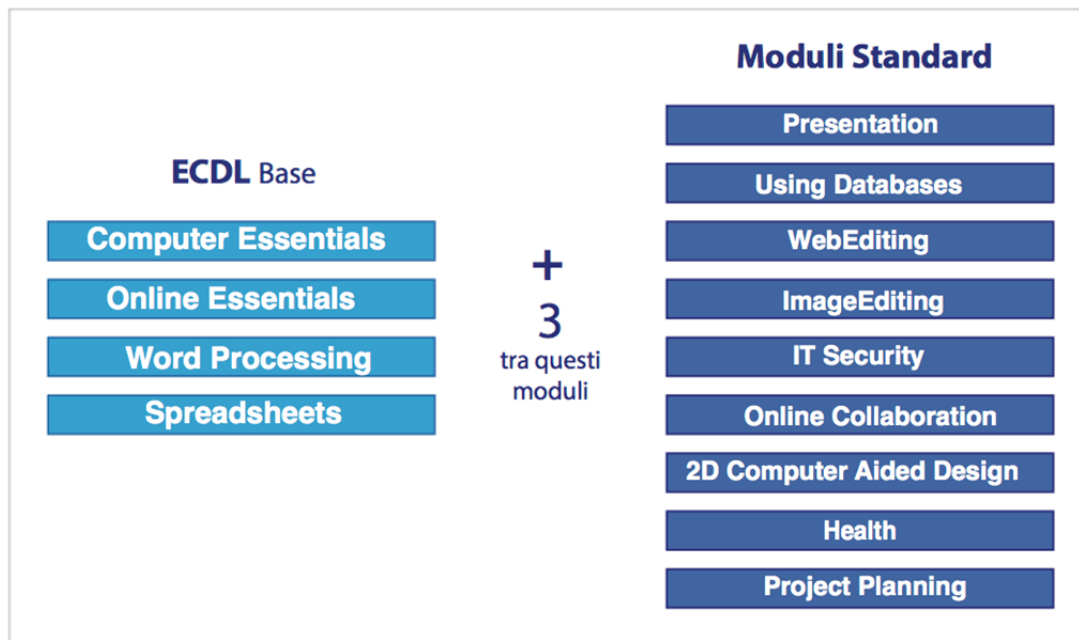 ECDL Base
Computer Essentials
Online Essentials
Word Processing
Spreadsheets
+
3
tra questi
moduli
Moduli Standard
Presentation
Using Databases
WebEditing
ImageEditing
IT Security
Online Collaboration
2D Computer Aided Design
Health
Project Planning